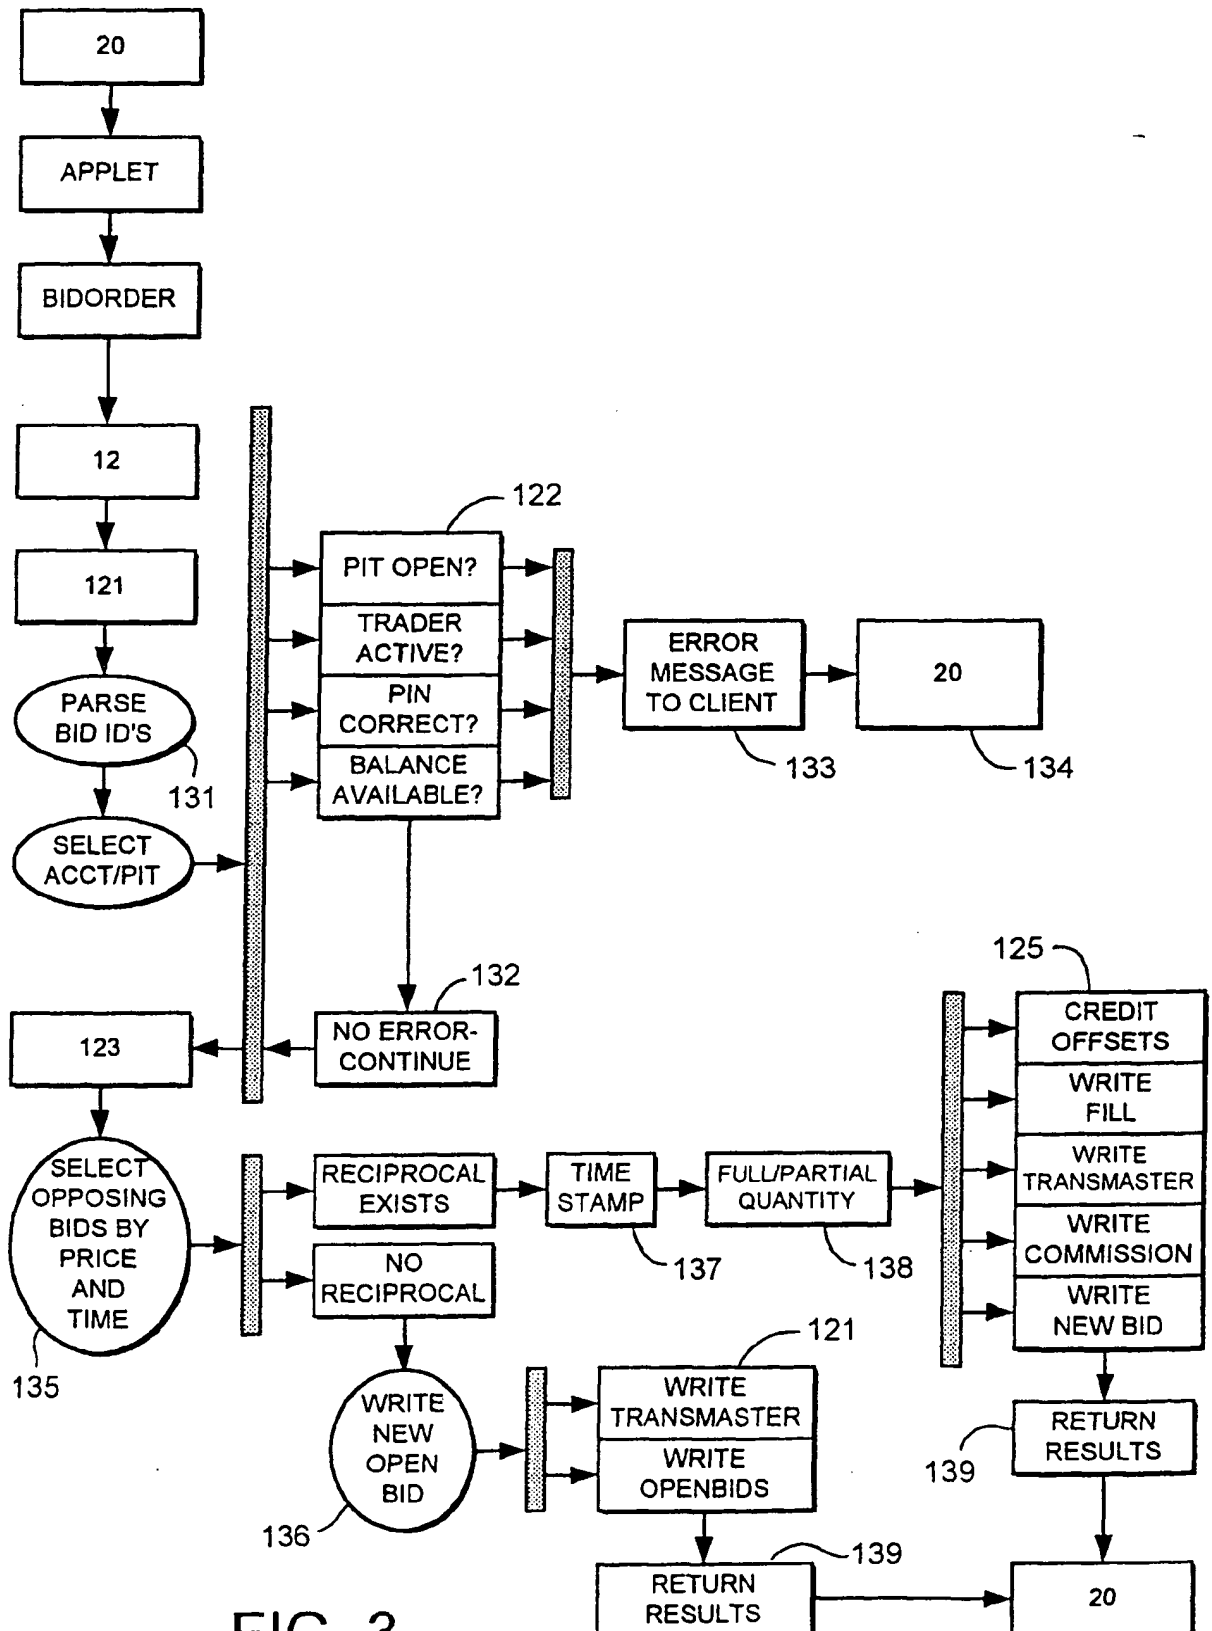 20
APPLET
BIDORDER
12
121
PARSE
BID ID'S
131
SELECT
ACCT/PIT
122
PIT OPEN?
TRADER
ACTIVE?
PIN
CORRECT?
BALANCE
AVAILABLE?
ERROR
MESSAGE
TO CLIENT
133
20
134
132
NO ERROR-
CONTINUE
123
SELECT
OPPOSING
BIDS BY
PRICE
AND
TIME
135
RECIPROCAL
EXISTS
TIME
STAMP
137
FULL/PARTIAL
QUANTITY
138
NO
RECIPROCAL
WRITE
NEW
OPEN
BID
136
121
WRITE
TRANSMASTER
WRITE
OPENBIDS
139
RETURN
RESULTS
125
CREDIT
OFFSETS
WRITE
FILL
WRITE
TRANSMASTER
WRITE
COMMISSION
WRITE
NEW BID
RETURN
RESULTS
139
20
FIG. 3